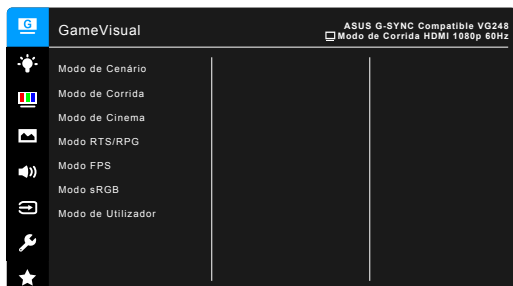 G
GameVisual
ASUS G-SYNC Compatible VG248
Modo de Corrida HDMI 1080p 60Hz
Modo de Cenário
Modo de Corrida
Modo de Cinema
Modo RTS/RPG
Modo FPS
Modo sRGB
Modo de Utilizador